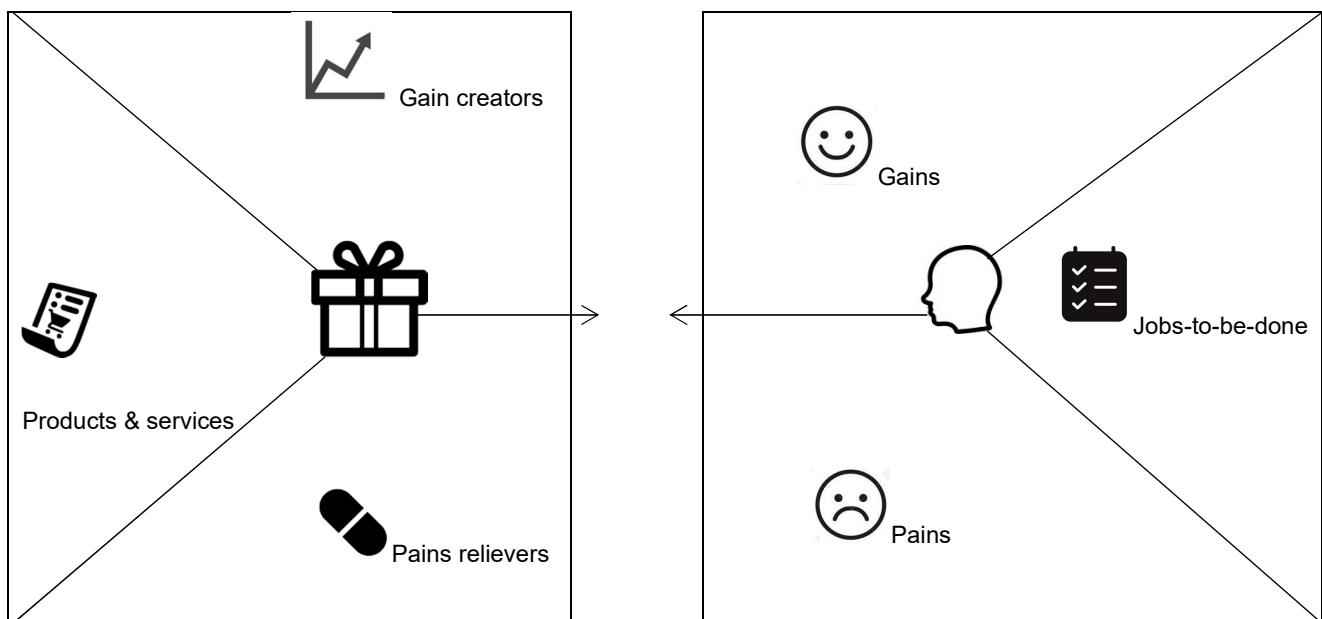 Gain creators
Gains
Jobs-to-be-done
Products & services
Pains relievers
Pains